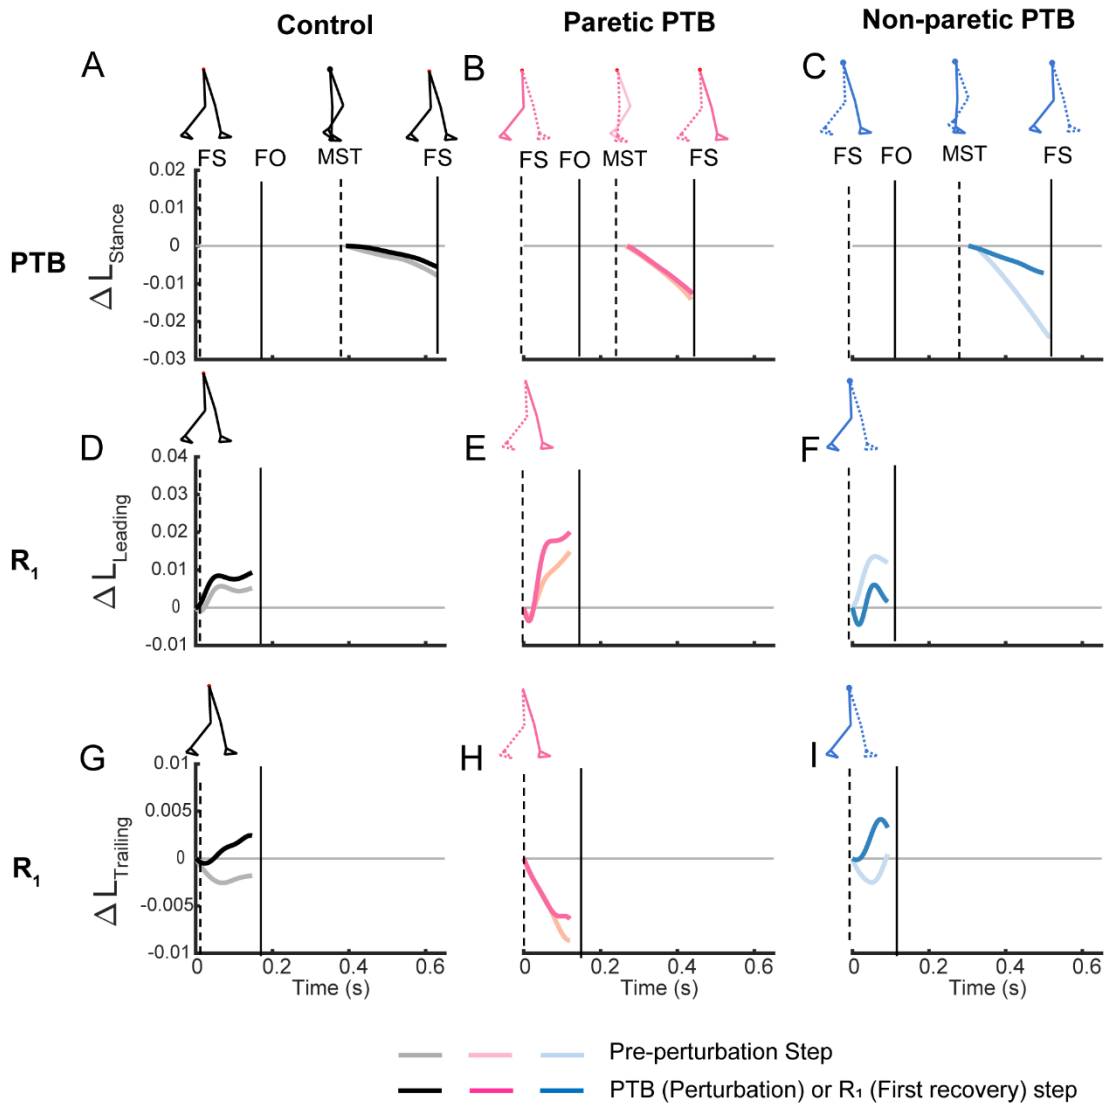 Control Paretic PTB Non-paretic PTB
A B C
FS FO MST FS FS FO MST FS FS FO MST FS
PTB
Δ L_Stance
0.02
0.01
0
-0.01
-0.02
-0.03
D E F
R₁
Δ L_Leading
0.04
0.03
0.02
0.01
0
-0.01
G H I
R₁
Δ L_Trailing
0.01
0.005
0
-0.005
-0.01
0 0.2 0.4 0.6 0 0.2 0.4 0.6 0 0.2 0.4 0.6
Time (s) Time (s) Time (s)
Pre-perturbation Step
PTB (Perturbation) or R₁ (First recovery) step